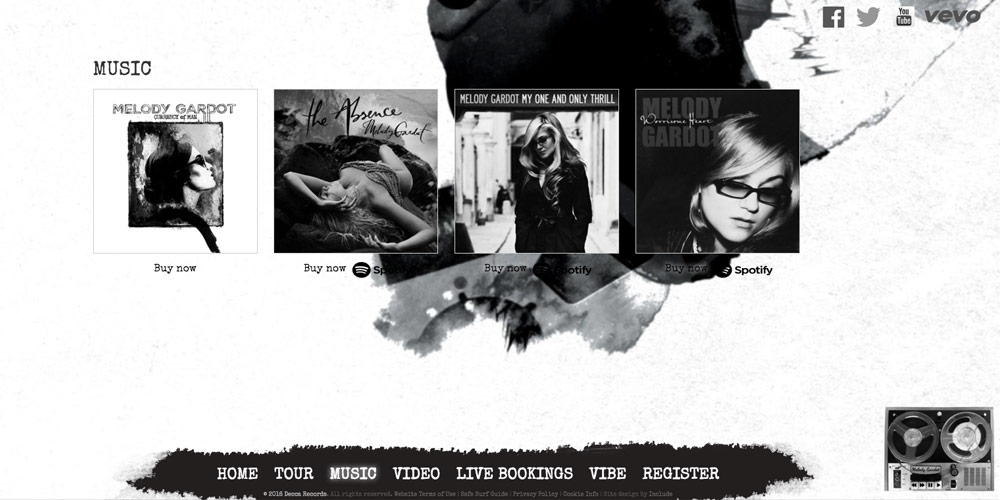 You
Tube
vevo
MUSIC
MELODY GARDOT
CURRENCY of MAN
the Absence
Melody Gardot
MELODY GARDOT MY ONE AND ONLY THRILL
MELODY
Worrisome Heart
GARDOT
Buy now
Buy now Spotify
Buy now Spotify
Buy now Spotify
Melody Gardot
HOME TOUR MUSIC VIDEO LIVE BOOKINGS VIBE REGISTER
© 2015 Decca Records. All rights reserved. Website Terms of Use | Safe Surf Guide | Privacy Policy | Cookie Info | Site design by Include